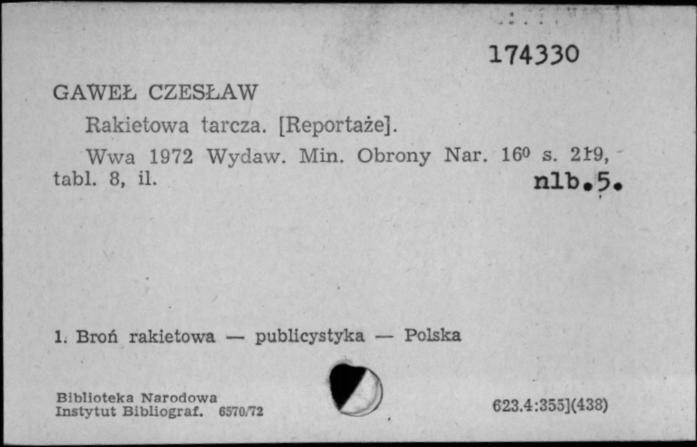 174330
GAWEŁ CZESŁAW
Rakietowa tarcza. [Reportaże].
Wwa 1972 Wydaw. Min. Obrony Nar. 16⁰ s. 219,
tabl. 8, il. nlb.5.
1. Broń rakietowa — publicystyka — Polska
Biblioteka Narodowa
Instytut Bibliograf. 6570/72
623.4:355](438)